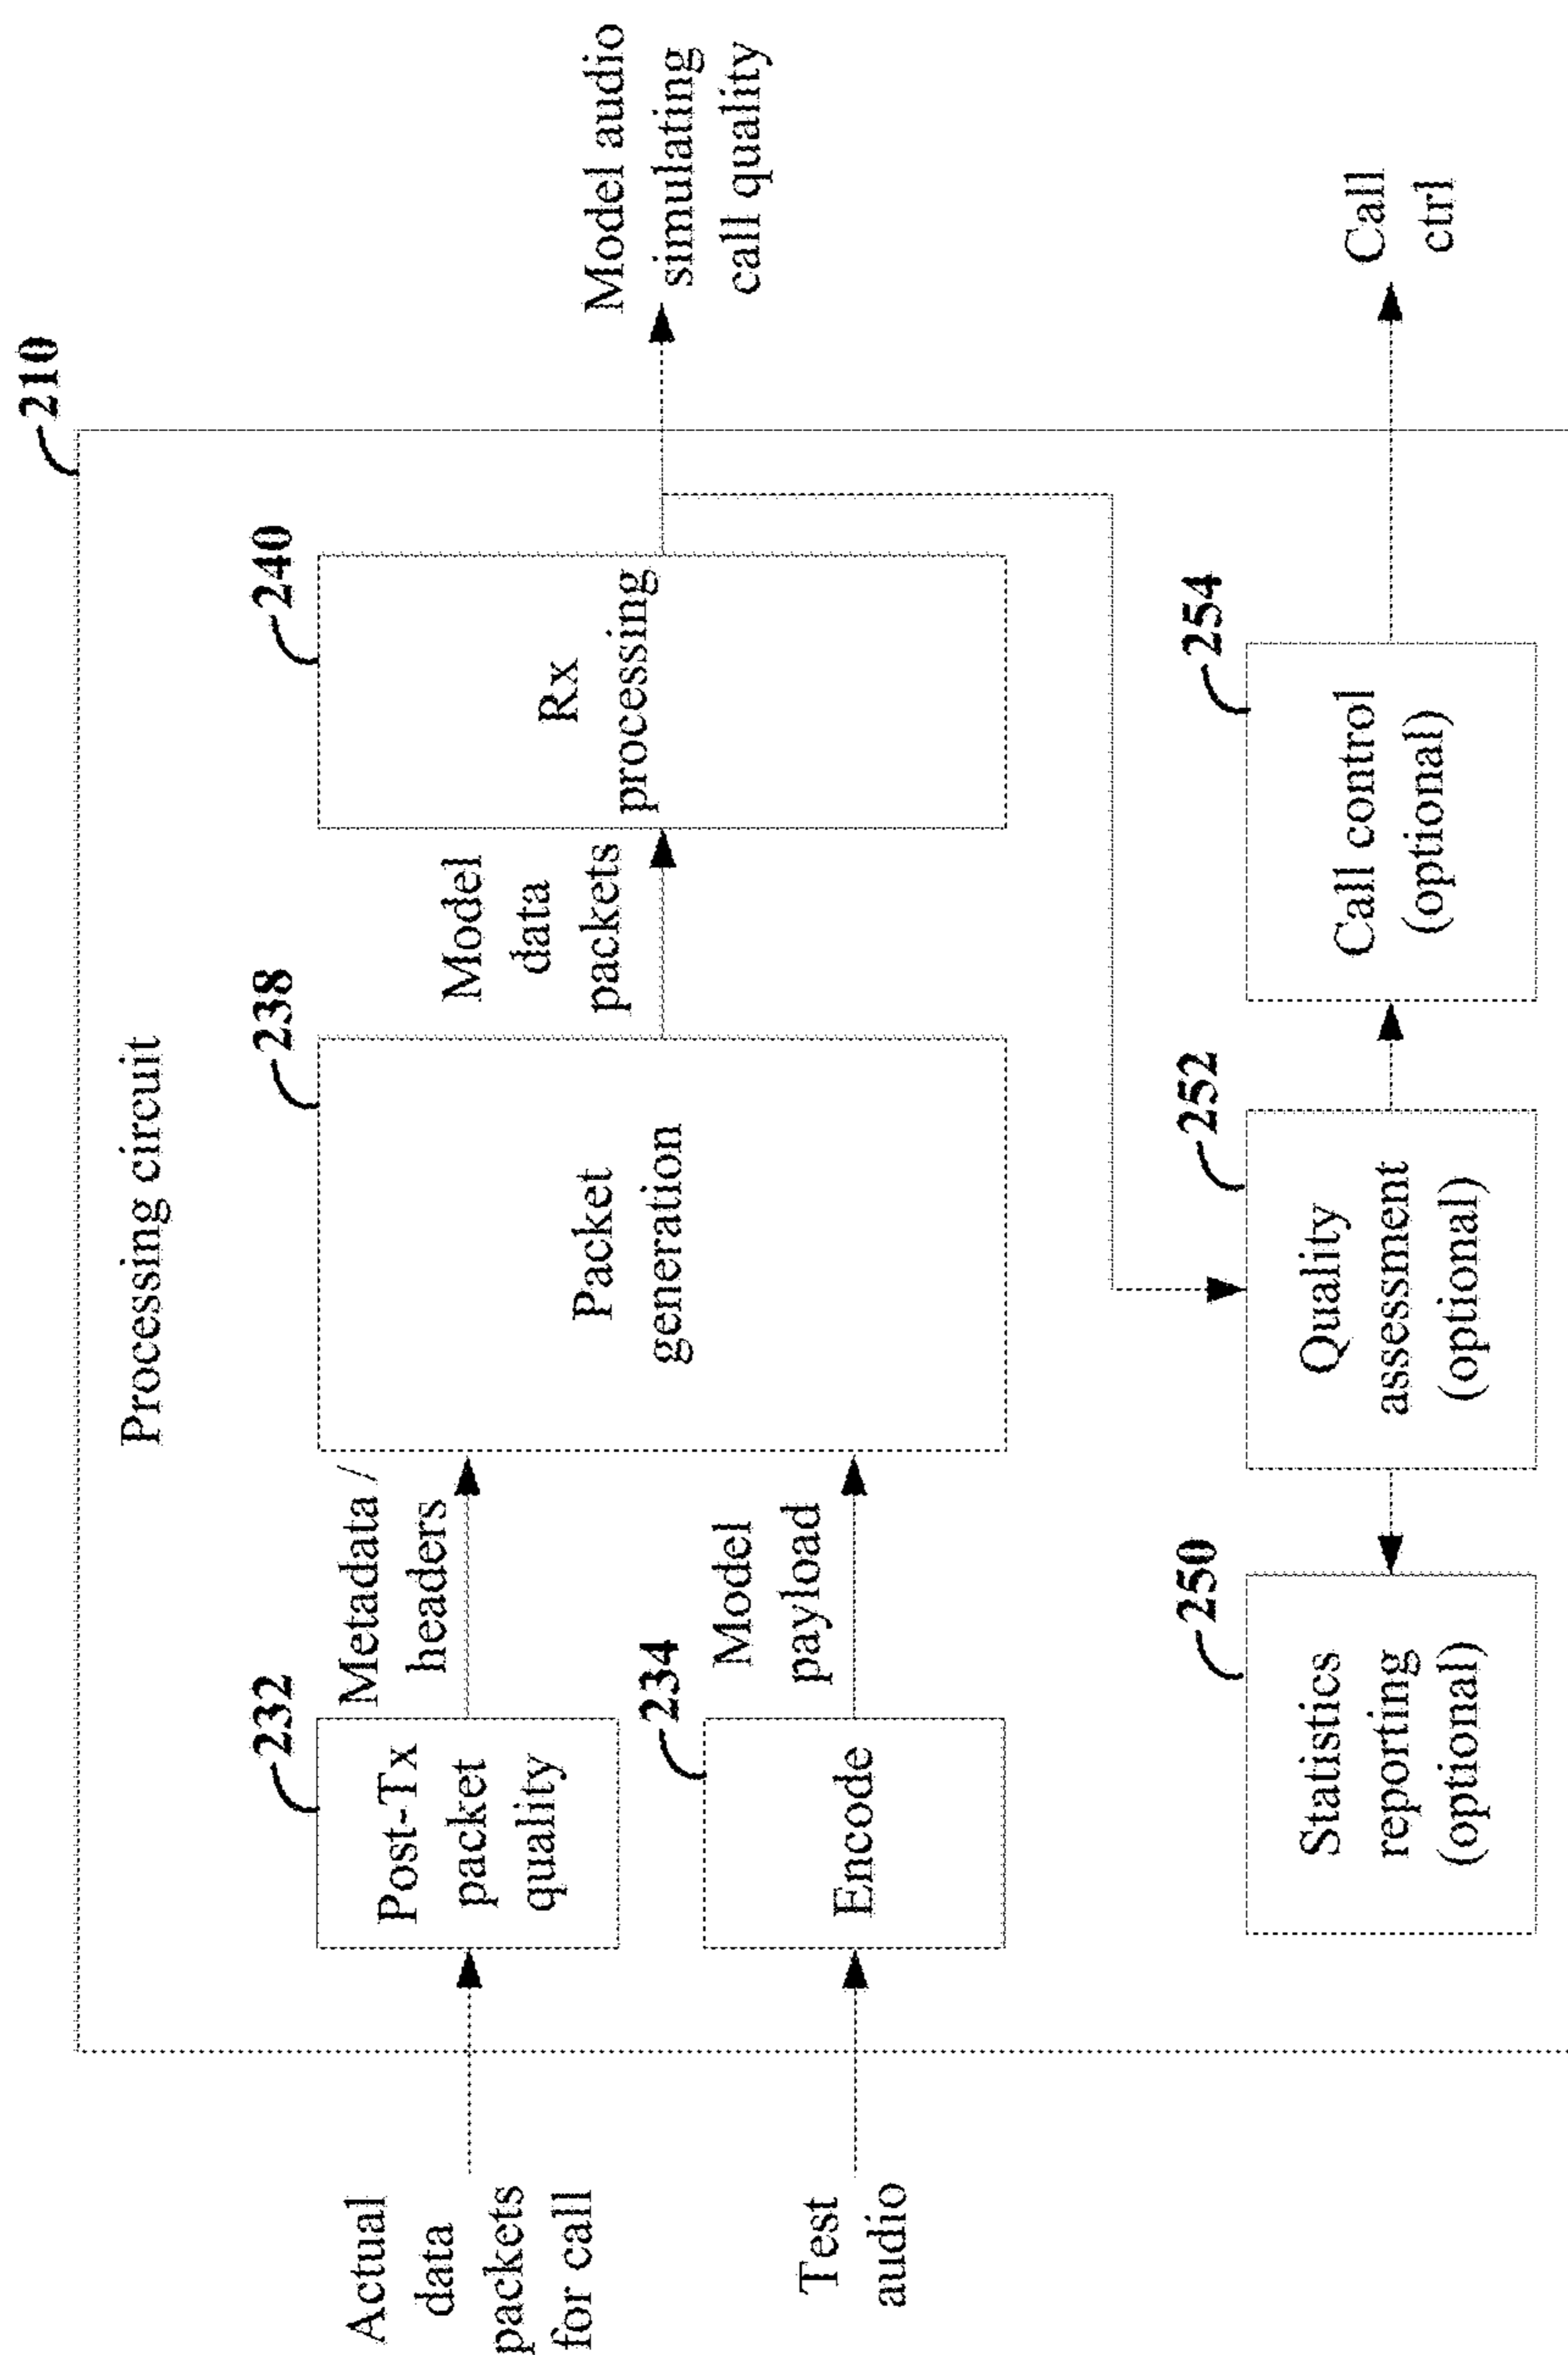 210
Processing circuit
Actual
data
packets
for call
232
Post-Tx
packet
quality
Metadata /
headers
Test
audio
234
Encode
Model
payload
238
Packet
generation
Model
data
packets
240
Rx
processing
Model audio
simulating
call quality
250
Statistics
reporting
(optional)
252
Quality
assessment
(optional)
254
Call control
(optional)
Call
ctrl